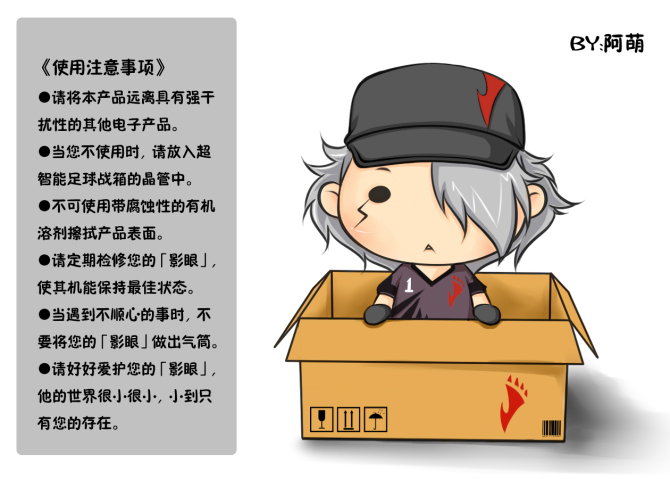 BY:阿萌
《使用注意事项》
●请将本产品远离具有强干
扰性的其他电子产品。
●当您不使用时, 请放入超
智能足球战箱的晶管中。
●不可使用带腐蚀性的有机
溶剂擦拭产品表面。
●请定期检修您的「影眼」,
使其机能保持最佳状态。
●当遇到不顺心的事时, 不
要将您的「影眼」做出气筒。
●请好好爱护您的「影眼」,
他的世界很小很小, 小到只
有您的存在。
1